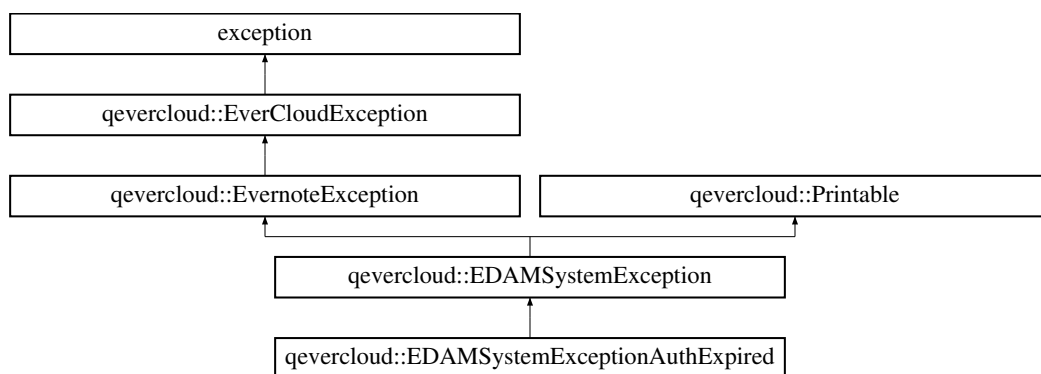 exception
qevercloud::EverCloudException
qevercloud::EvernoteException
qevercloud::Printable
qevercloud::EDAMSystemException
qevercloud::EDAMSystemExceptionAuthExpired